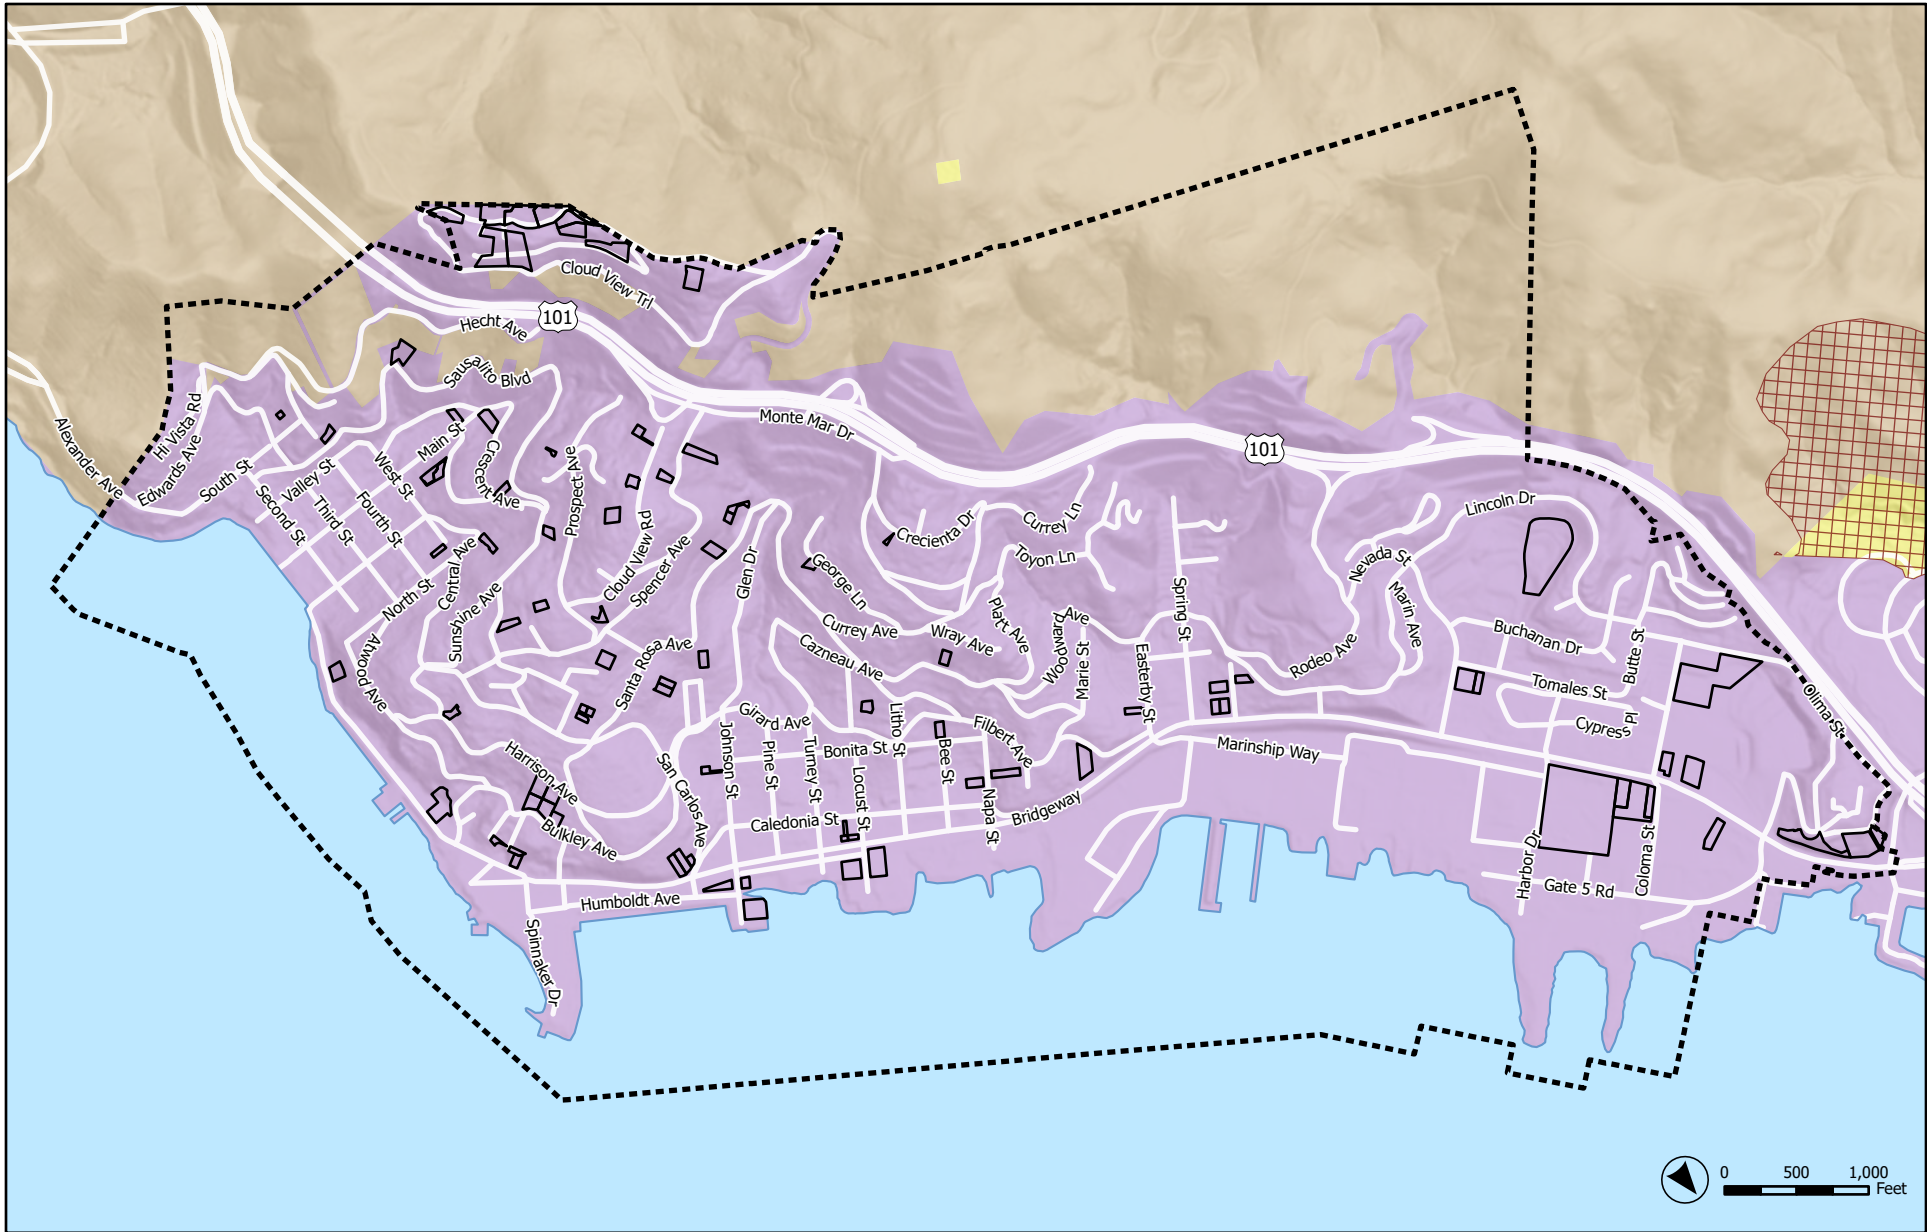 Cloud View Trl
101
Hecht Ave
Sausalito Blvd
Monte Mar Dr
101
Alexander Ave
Hi Vista Rd
Edwards Ave
South St
Valley St
Second St
Third St
Fourth St
West St
Main St
Crescent Ave
Prospect Ave
Cloud View Rd
Spencer Ave
Glen Dr
George Ln
Crecienta Dr
Currey Ln
Toyon Ln
Lincoln Dr
Nevada St
Marin Ave
Spring St
North St
Central Ave
Sunshine Ave
Atwood Ave
Santa Rosa Ave
Currey Ave
Cazneau Ave
Wray Ave
Platt Ave
Woodward
Ave
Marie St
Easterby St
Rodeo Ave
Buchanan Dr
Butte St
Tomales St
Cypress Pl
Olima St
Girard Ave
Johnson St
Pine St
Turney St
Bonita St
Litho St
Locust St
Bee St
Filbert Ave
Napa St
Marinship Way
Harrison Ave
San Carlos Ave
Bulkley Ave
Caledonia St
Bridgeway
Humboldt Ave
Spinnaker Dr
Harbor Dr
Gate 5 Rd
Coloma St
0 500 1,000
Feet